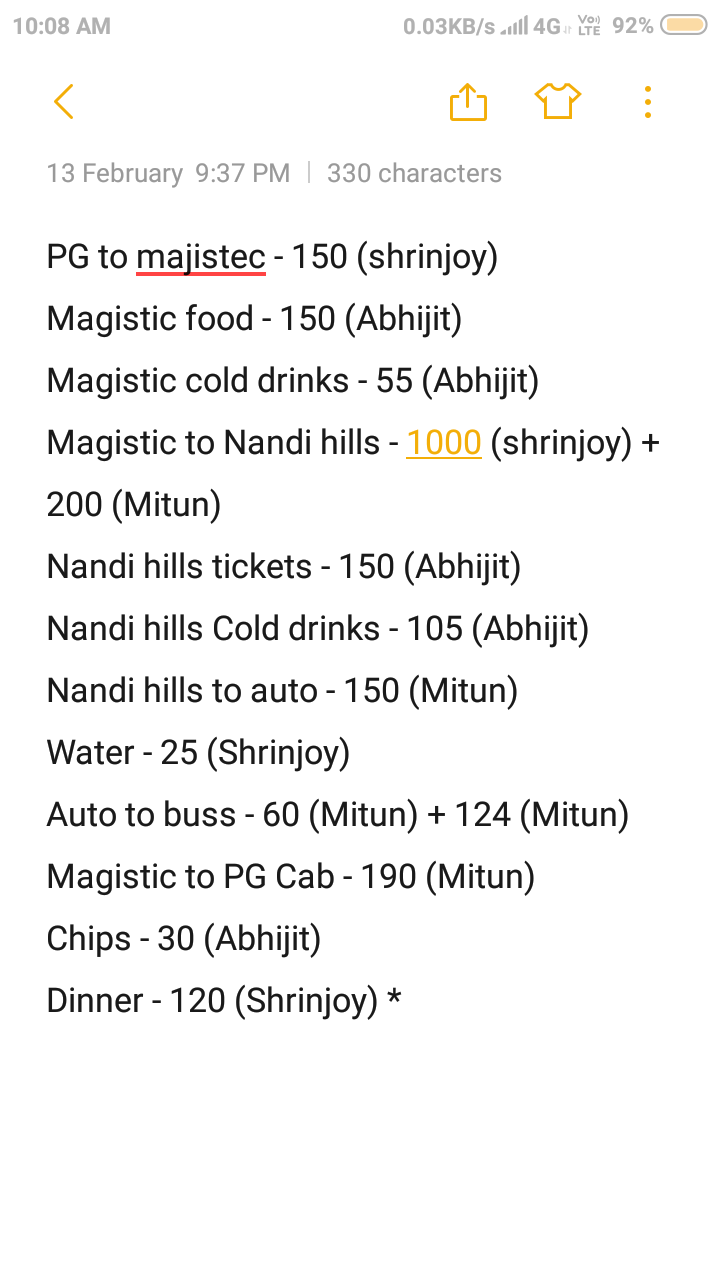 10:08 AM 0.03KB/s 4G VoLTE 92%
13 February 9:37 PM | 330 characters
PG to majistec - 150 (shrinjoy)
Magistic food - 150 (Abhijit)
Magistic cold drinks - 55 (Abhijit)
Magistic to Nandi hills - 1000 (shrinjoy) +
200 (Mitun)
Nandi hills tickets - 150 (Abhijit)
Nandi hills Cold drinks - 105 (Abhijit)
Nandi hills to auto - 150 (Mitun)
Water - 25 (Shrinjoy)
Auto to buss - 60 (Mitun) + 124 (Mitun)
Magistic to PG Cab - 190 (Mitun)
Chips - 30 (Abhijit)
Dinner - 120 (Shrinjoy) *